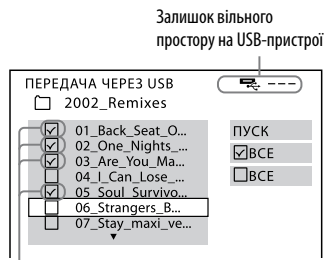 Залишок вільного
простору на USB-пристрої
ПЕРЕДАЧА ЧЕРЕЗ USB
---
2002_Remixes
01_Back_Seat_O...
02_One_Nights_...
03_Are_You_Ma...
04_I_Can_Lose_...
05_Soul_Survivo...
06_Strangers_B...
07_Stay_maxi_ve...
ПУСК
ВСЕ
ВСЕ